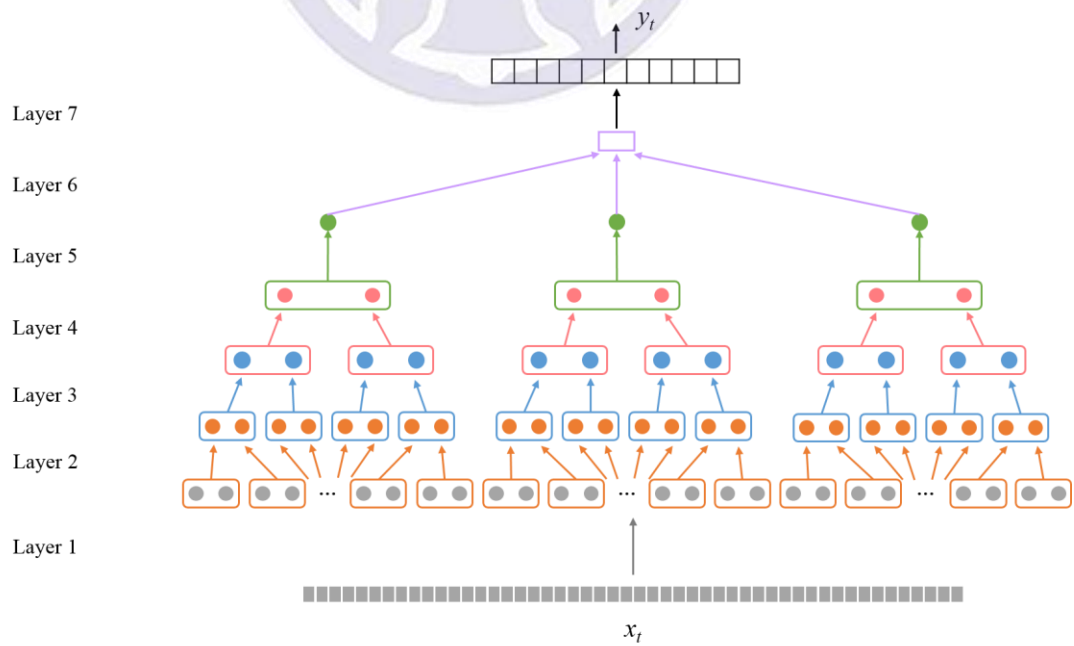 y_t
Layer 7
Layer 6
Layer 5
Layer 4
Layer 3
Layer 2
... ... ...
Layer 1
x_t